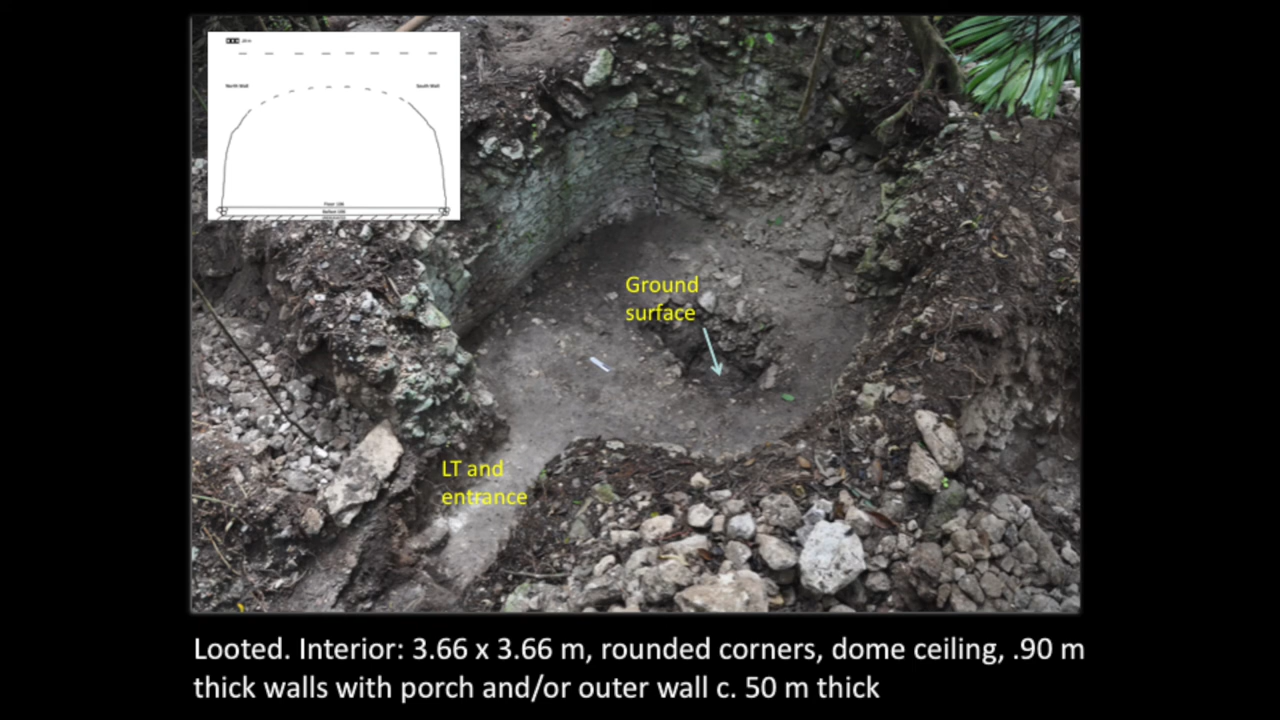 North Wall
South Wall
Ground
surface
LT and
entrance
Looted. Interior: 3.66 x 3.66 m, rounded corners, dome ceiling, .90 m
thick walls with porch and/or outer wall c. 50 m thick